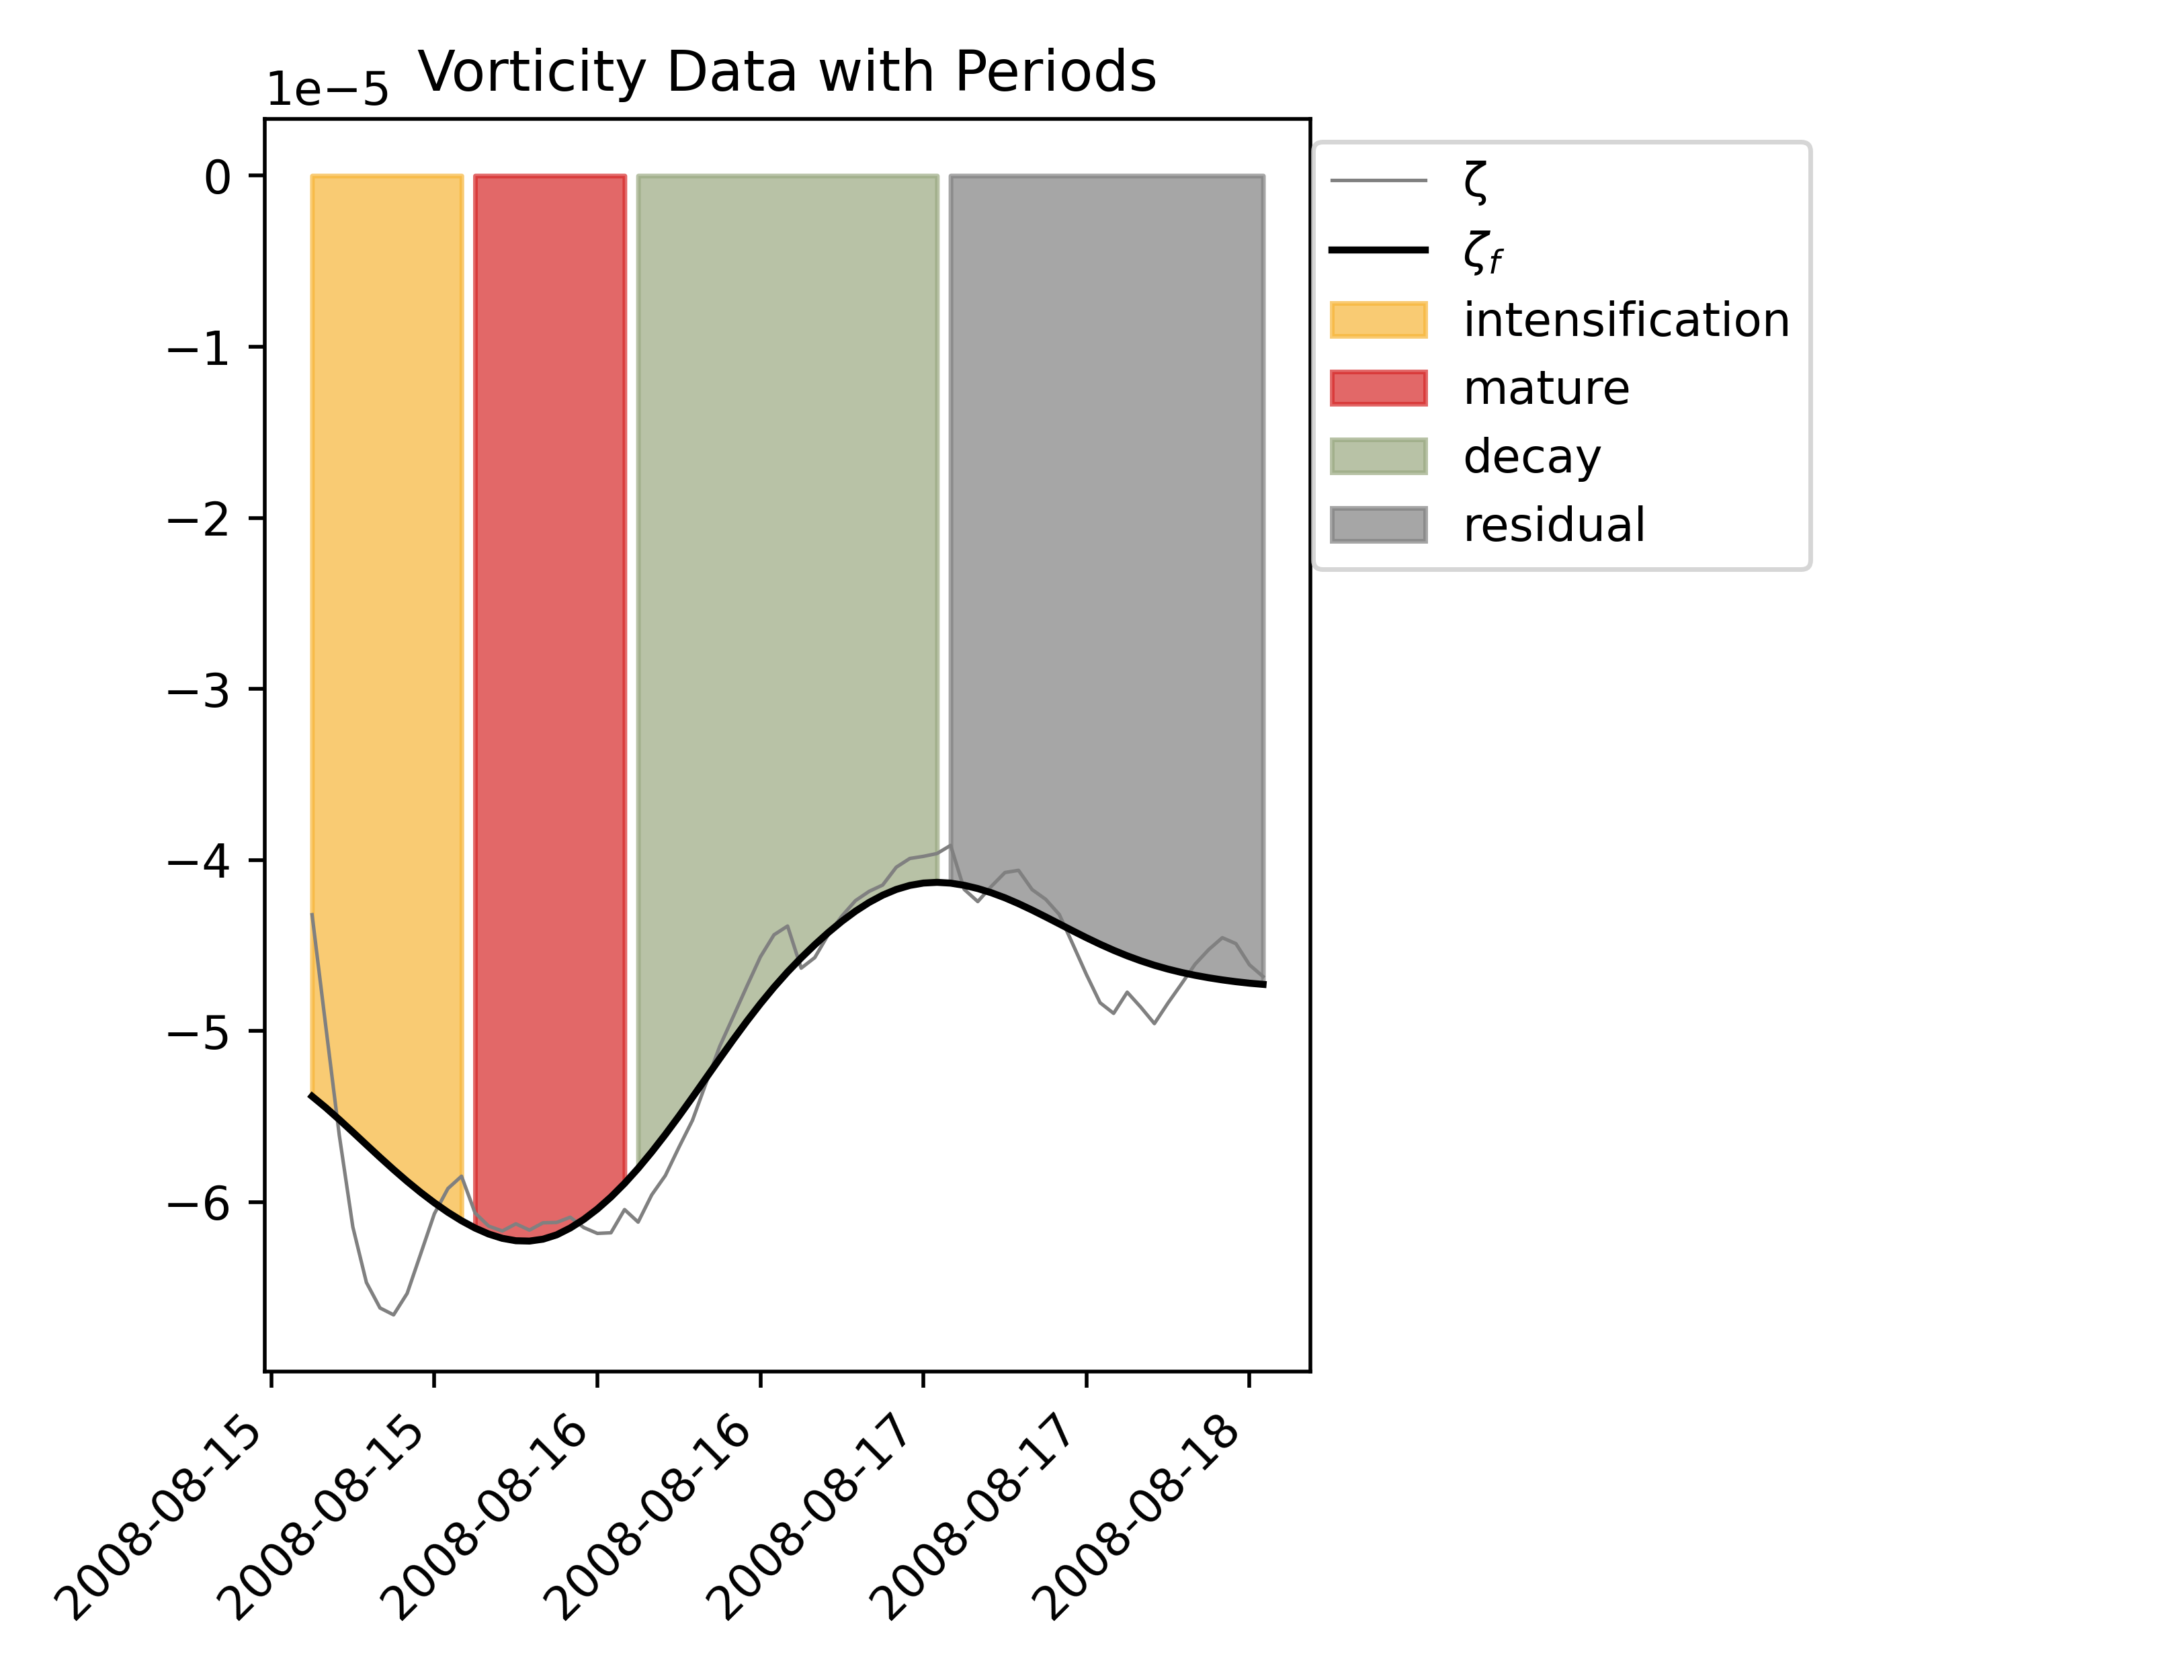 Vorticity Data with Periods
1e−5
0
−1
−2
−3
−4
−5
−6
2008-08-15
2008-08-15
2008-08-16
2008-08-16
2008-08-17
2008-08-17
2008-08-18
ζ
ζf
intensification
mature
decay
residual